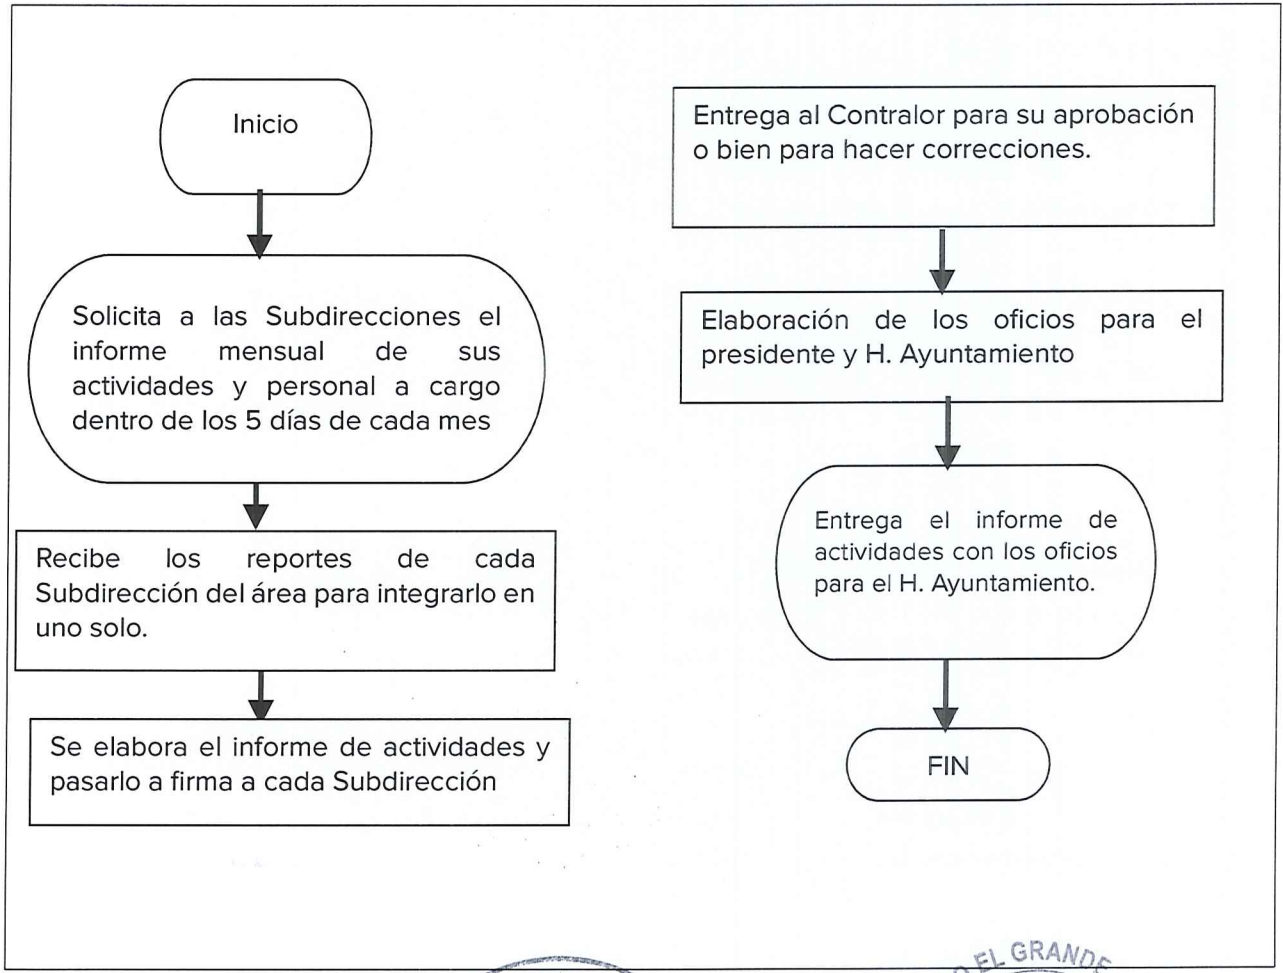 Inicio
Solicita a las Subdirecciones el
informe mensual de sus
actividades y personal a cargo
dentro de los 5 días de cada mes
Recibe los reportes de cada
Subdirección del área para integrarlo en
uno solo.
Se elabora el informe de actividades y
pasarlo a firma a cada Subdirección
Entrega al Contralor para su aprobación
o bien para hacer correcciones.
Elaboración de los oficios para el
presidente y H. Ayuntamiento
Entrega el informe de
actividades con los oficios
para el H. Ayuntamiento.
FIN
EL GRANDE